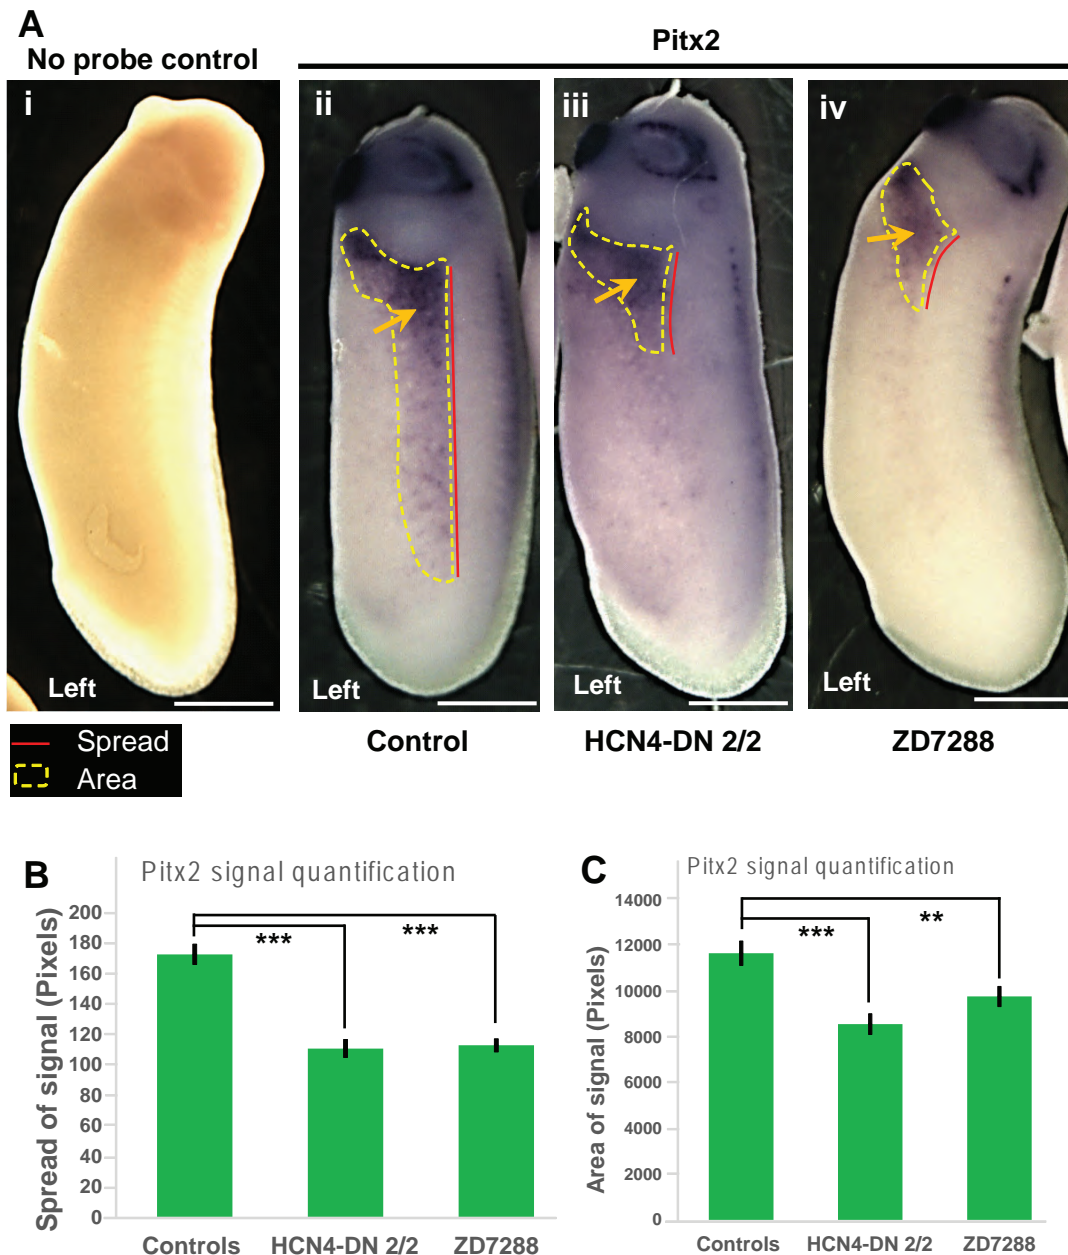 A
No probe control
Pitx2
i
ii
iii
iv
Left
Left
Left
Left
Spread
Area
Control
HCN4-DN 2/2
ZD7288
B
Pitx2 signal quantification
Spread of signal (Pixels)
200
180
160
140
120
100
80
60
40
20
0
***
***
Controls
HCN4-DN 2/2
ZD7288
C
Pitx2 signal quantification
Area of signal (Pixels)
14000
12000
10000
8000
6000
4000
2000
0
***
**
Controls
HCN4-DN 2/2
ZD7288